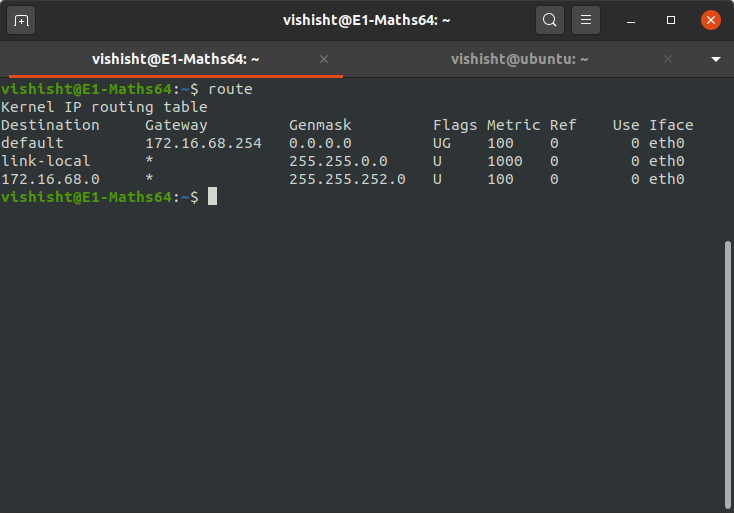 vishisht@E1-Maths64: ~
vishisht@E1-Maths64: ~ × vishisht@ubuntu: ~ ×
vishisht@E1-Maths64:~$ route
Kernel IP routing table
Destination     Gateway         Genmask         Flags Metric Ref    Use Iface
default         172.16.68.254   0.0.0.0         UG    100    0        0 eth0
link-local      *               255.255.0.0     U     1000   0        0 eth0
172.16.68.0     *               255.255.252.0   U     100    0        0 eth0
vishisht@E1-Maths64:~$